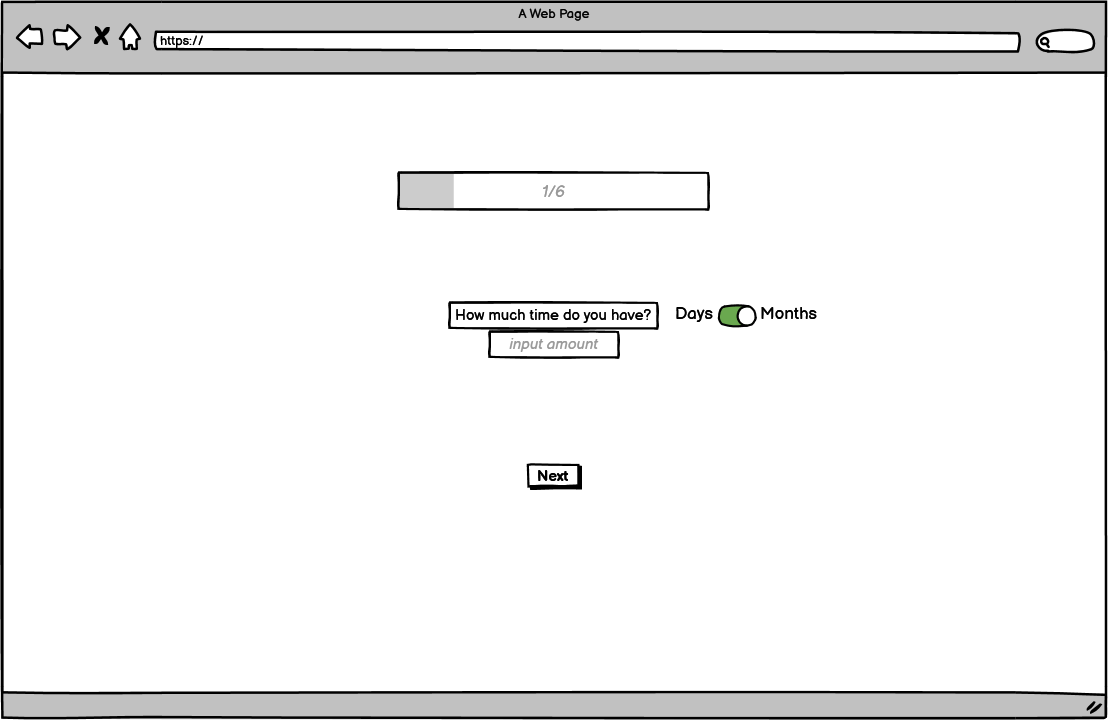 A Web Page
https://
1/6
How much time do you have? Days Months
input amount
Next